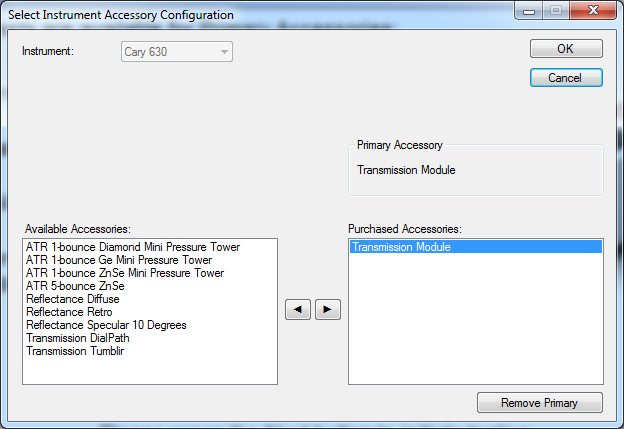 Select Instrument Accessory Configuration
Instrument:
Cary 630
OK
Cancel
Primary Accessory
Transmission Module
Available Accessories:
ATR 1-bounce Diamond Mini Pressure Tower
ATR 1-bounce Ge Mini Pressure Tower
ATR 1-bounce ZnSe Mini Pressure Tower
ATR 5-bounce ZnSe
Reflectance Diffuse
Reflectance Retro
Reflectance Specular 10 Degrees
Transmission DialPath
Transmission Tumblir
Purchased Accessories:
Transmission Module
Remove Primary